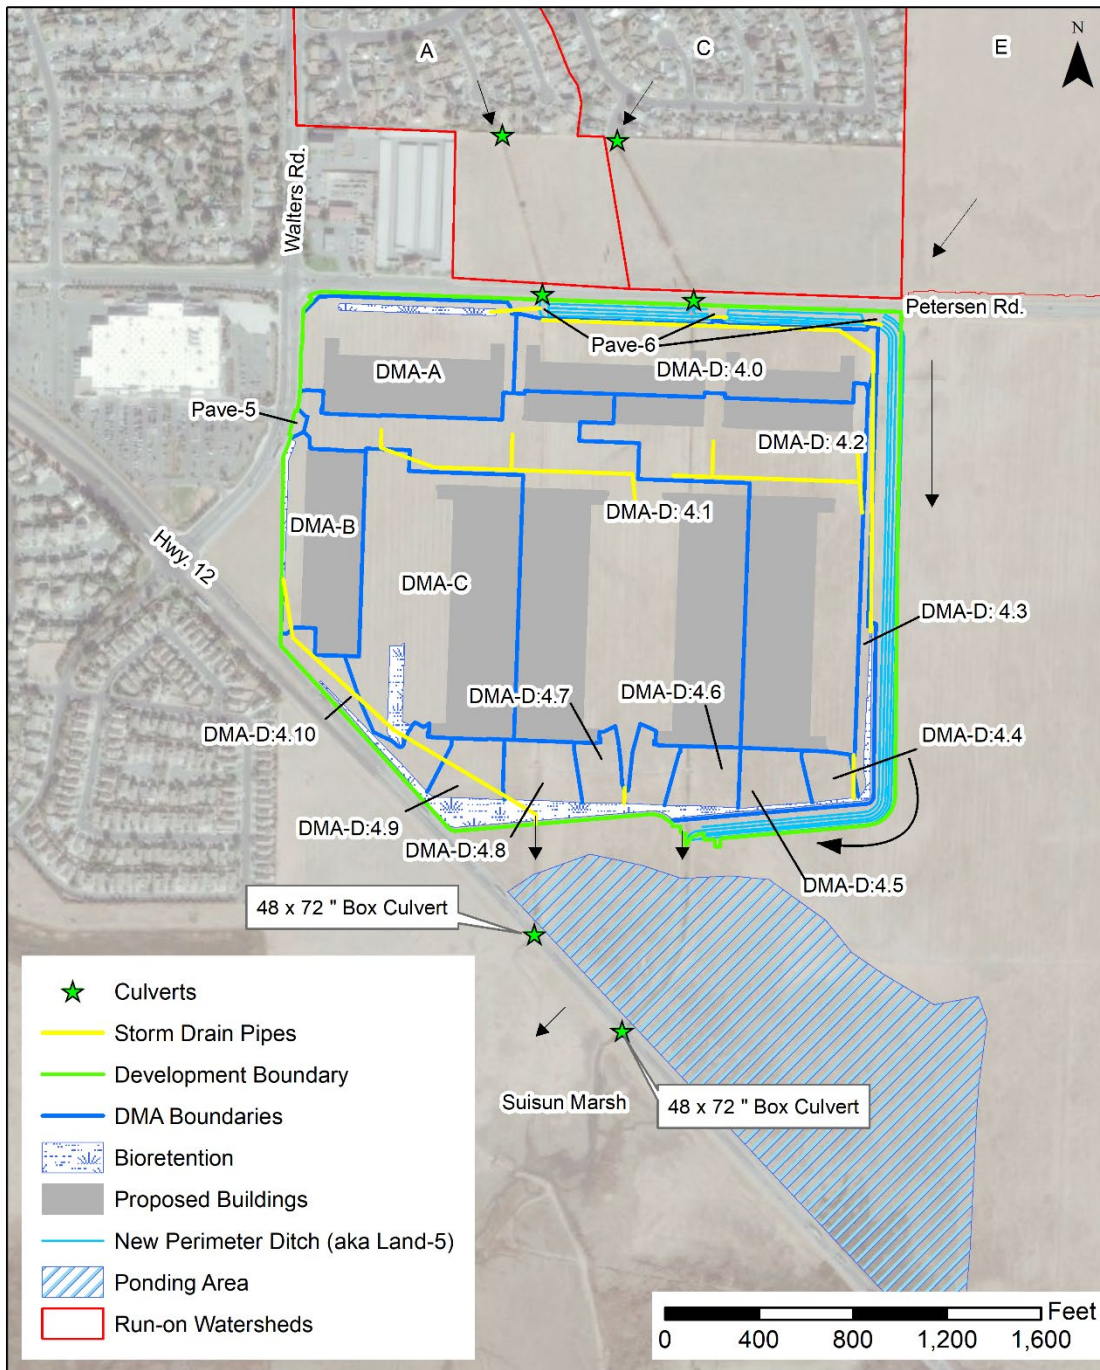 A
C
E
N
Walters Rd.
Petersen Rd.
Pave-6
DMA-A
DMA-D: 4.0
Pave-5
DMA-D: 4.2
DMA-D: 4.1
DMA-B
Hwy. 12
DMA-C
DMA-D: 4.3
DMA-D:4.7
DMA-D:4.6
DMA-D:4.10
DMA-D:4.4
DMA-D:4.9
DMA-D:4.8
DMA-D:4.5
48 x 72 " Box Culvert
Suisun Marsh
48 x 72 " Box Culvert
Culverts
Storm Drain Pipes
Development Boundary
DMA Boundaries
Bioretention
Proposed Buildings
New Perimeter Ditch (aka Land-5)
Ponding Area
Run-on Watersheds
Feet
0 400 800 1,200 1,600